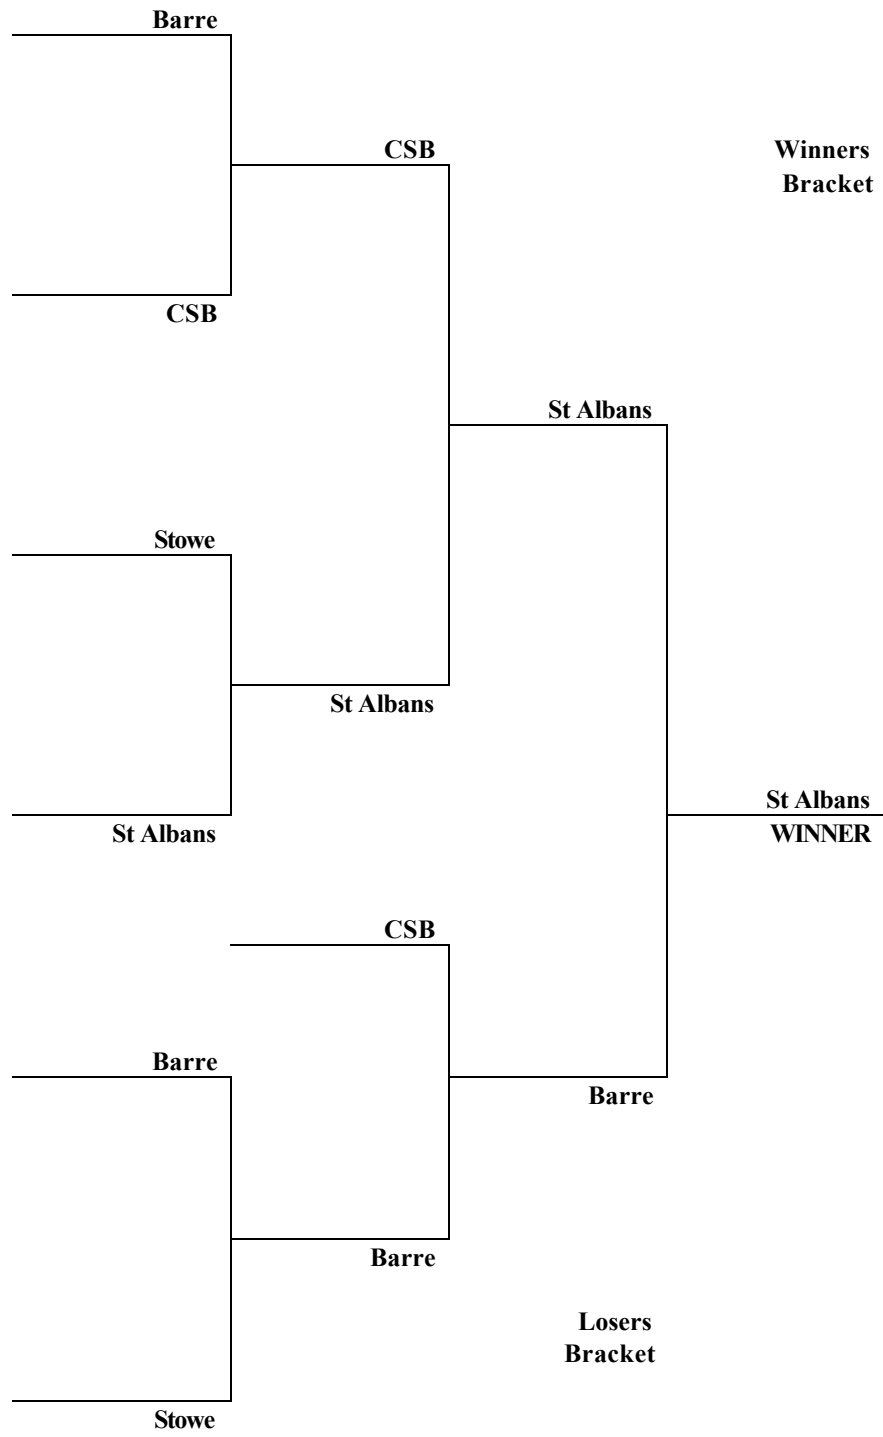 Barre
CSB
Winners
Bracket
CSB
St Albans
Stowe
St Albans
St Albans
St Albans
WINNER
CSB
Barre
Barre
Barre
Losers
Bracket
Stowe